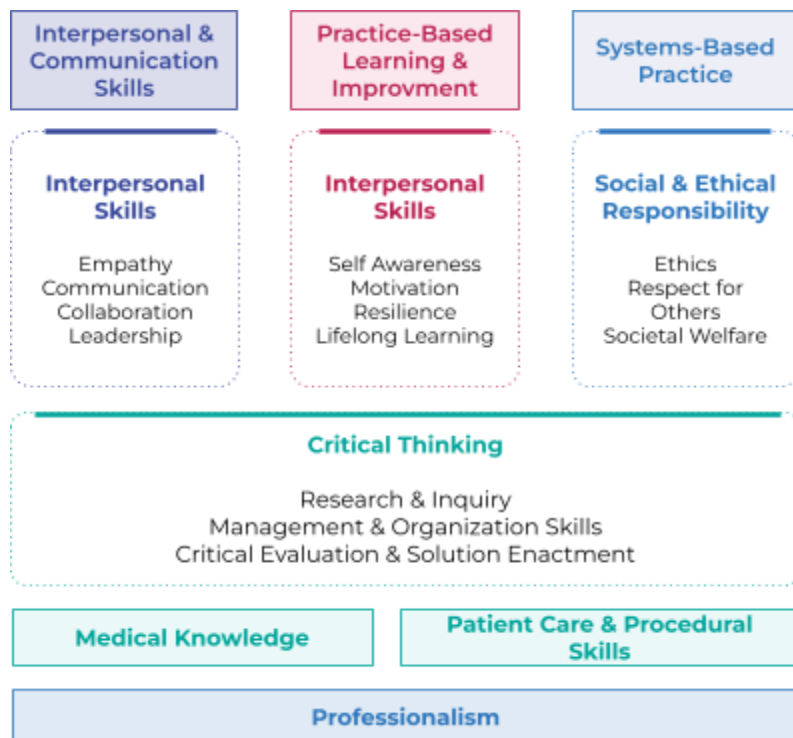 Interpersonal &
Communication
Skills
Practice-Based
Learning &
Improvment
Systems-Based
Practice
Interpersonal
Skills
Empathy
Communication
Collaboration
Leadership
Interpersonal
Skills
Self Awareness
Motivation
Resilience
Lifelong Learning
Social & Ethical
Responsibility
Ethics
Respect for
Others
Societal Welfare
Critical Thinking
Research & Inquiry
Management & Organization Skills
Critical Evaluation & Solution Enactment
Medical Knowledge
Patient Care & Procedural
Skills
Professionalism